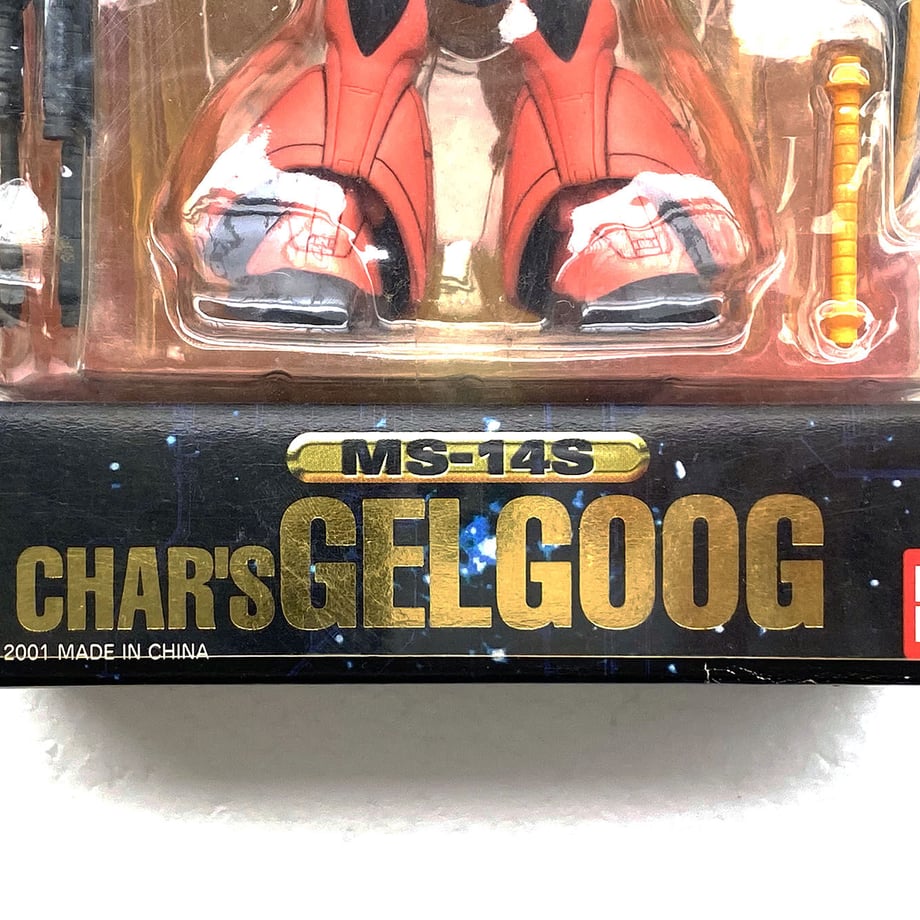 MS-14S
CHAR'S GELGOOG
2001 MADE IN CHINA